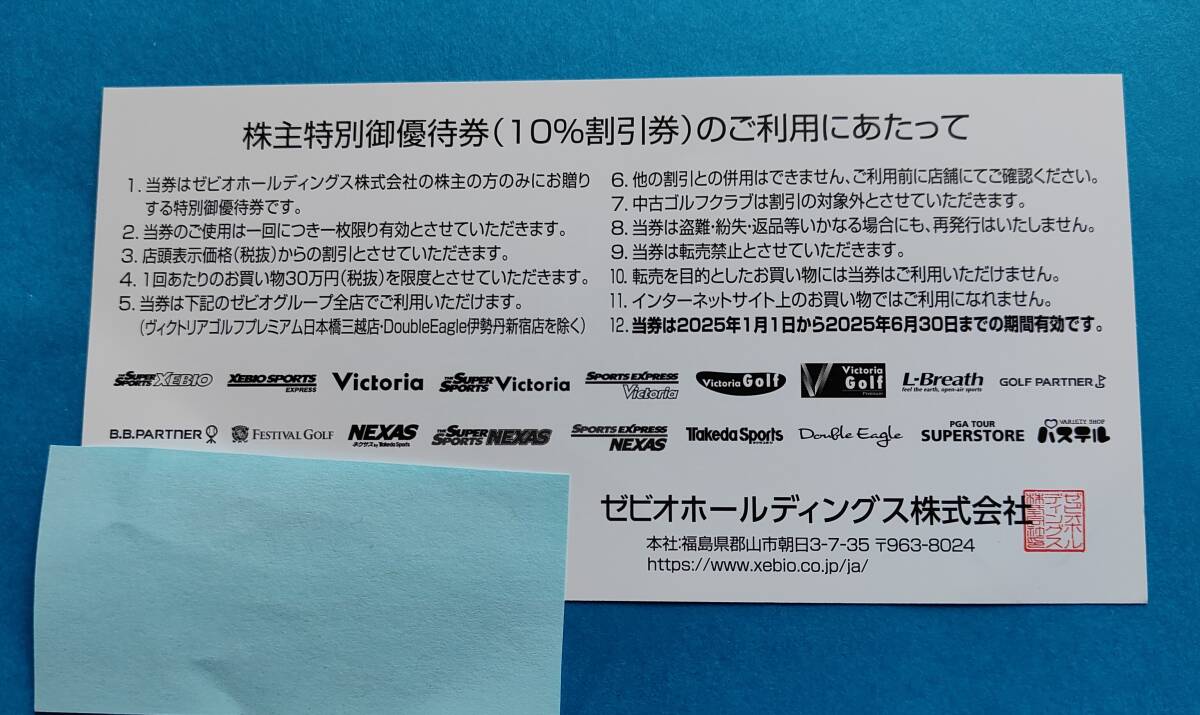 株主特別御優待券(10%割引券)のご利用にあたって
1. 当券はゼビオホールディングス株式会社の株主の方のみにお贈り
する特別御優待券です。
2. 当券のご使用は一回につき一枚限り有効とさせていただきます。
3. 店頭表示価格(税抜)からの割引とさせていただきます。
4. 1回あたりのお買い物30万円(税抜)を限度とさせていただきます。
5. 当券は下記のゼビオグループ全店でご利用いただけます。
(ヴィクトリアゴルフプレミアム日本橋三越店・DoubleEagle伊勢丹新宿店を除く)
6. 他の割引との併用はできません、ご利用前に店舗にてご確認ください。
7. 中古ゴルフクラブは割引の対象外とさせていただきます。
8. 当券は盗難・紛失・返品等いかなる場合にも、再発行はいたしません。
9. 当券は転売禁止とさせていただきます。
10. 転売を目的としたお買い物には当券はご利用いただけません。
11. インターネットサイト上のお買い物ではご利用になれません。
12. 当券は2025年1月1日から2025年6月30日までの期間有効です。
THE SUPER SPORTS XEBIO
XEBIO SPORTS EXPRESS
Victoria
THE SUPER SPORTS Victoria
SPORTS EXPRESS Victoria
Victoria Golf
Victoria Golf Premium
L-Breath feel the earth, open-air sports
GOLF PARTNER
B.B.PARTNER
FESTIVAL GOLF
NEXAS ネクサス by Takeda Sports
THE SUPER SPORTS NEXAS
SPORTS EXPRESS NEXAS
Takeda Sports
Double Eagle
PGA TOUR SUPERSTORE
VARIETY SHOP パステル
ゼビオホールディングス株式会社
本社:福島県郡山市朝日3-7-35 〒963-8024
https://www.xebio.co.jp/ja/